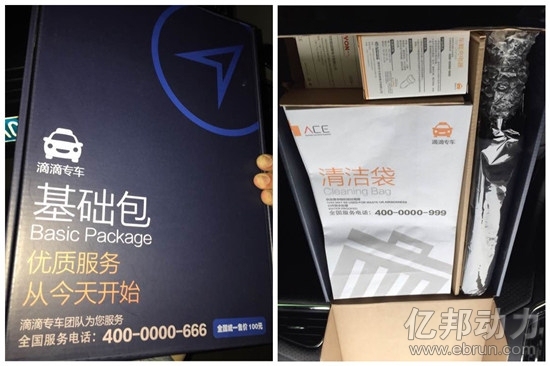 滴滴专车
基础包
Basic Package
优质服务
从今天开始
滴滴专车团队为您服务
全国服务电话：400-0000-666
全国统一售价 100元
ACE
滴滴专车
清洁袋
Cleaning Bag
全国服务电话：400-0000-999
亿邦动力
www.ebrun.com